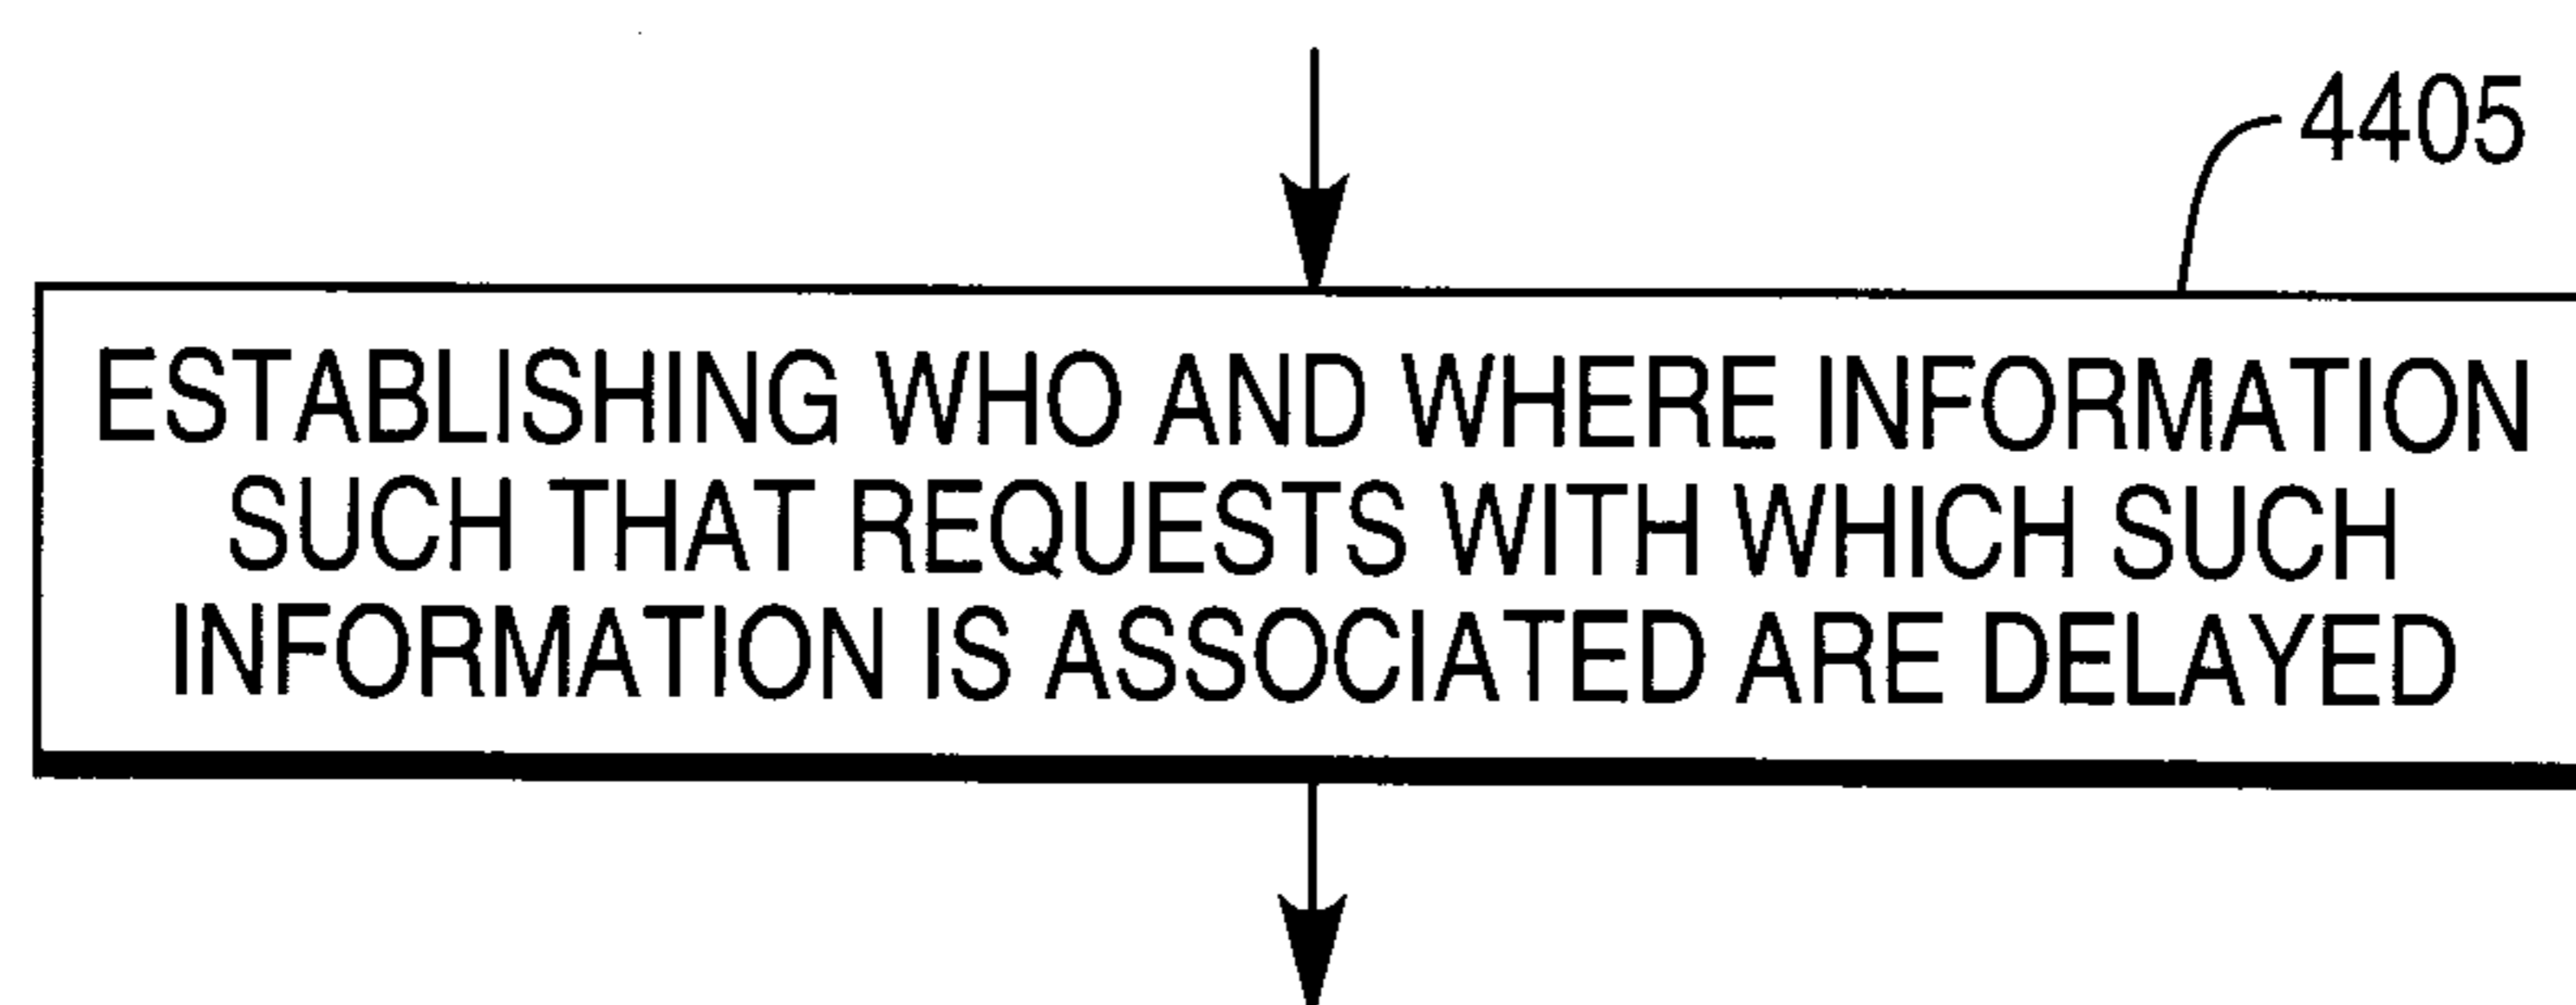 4405
ESTABLISHING WHO AND WHERE INFORMATION
SUCH THAT REQUESTS WITH WHICH SUCH
INFORMATION IS ASSOCIATED ARE DELAYED